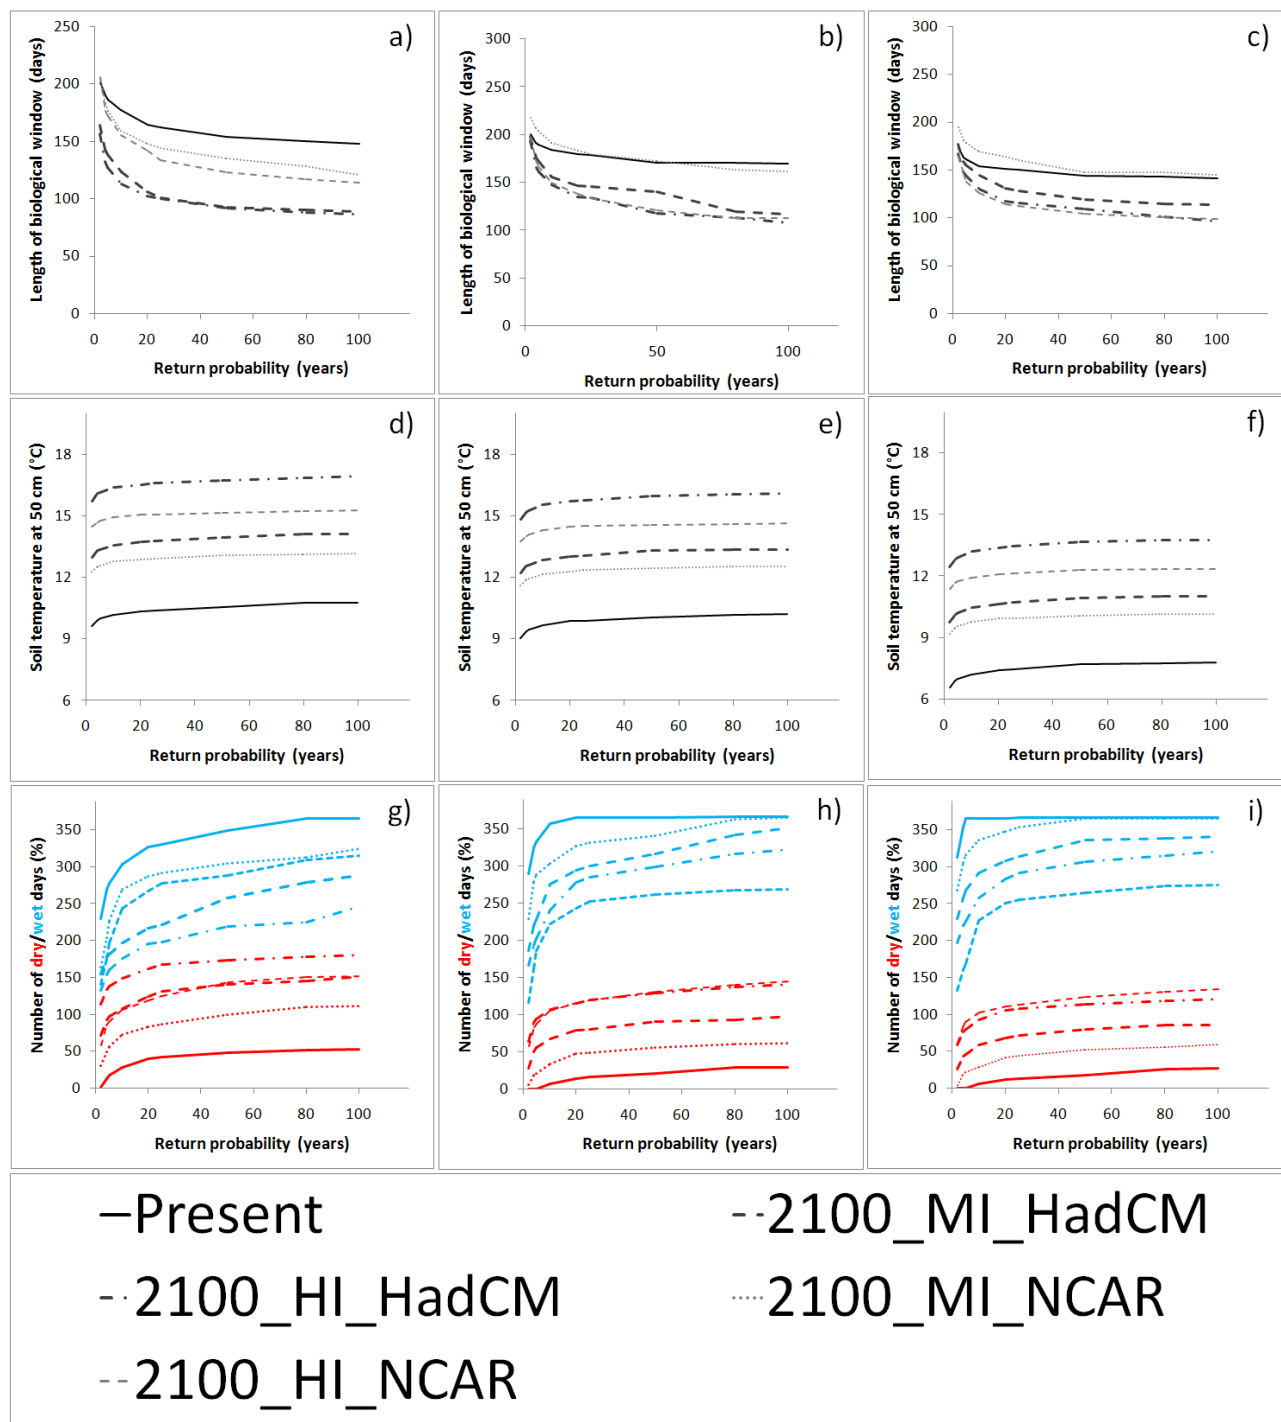 a)
Length of biological window (days)
250
200
150
100
50
0
0 20 40 60 80 100
Return probability (years)
b)
Length of biological window (days)
300
250
200
150
100
50
0
0 50 100
Return probability (years)
c)
Length of biological window (days)
300
250
200
150
100
50
0
0 20 40 60 80 100
Return probability (years)
d)
Soil temperature at 50 cm (°C)
18
15
12
9
6
0 20 40 60 80 100
Return probability (years)
e)
Soil temperature at 50 cm (°C)
18
15
12
9
6
0 20 40 60 80 100
Return probability (years)
f)
Soil temperature at 50 cm (°C)
18
15
12
9
6
0 20 40 60 80 100
Return probability (years)
g)
Number of dry/wet days (%)
350
300
250
200
150
100
50
0
0 20 40 60 80 100
Return probability (years)
h)
Number of dry/wet days (%)
350
300
250
200
150
100
50
0
0 20 40 60 80 100
Return probability (years)
i)
Number of dry/wet days (%)
350
300
250
200
150
100
50
0
0 20 40 60 80 100
Return probability (years)
Present
2100_MI_HadCM
2100_HI_HadCM
2100_MI_NCAR
2100_HI_NCAR